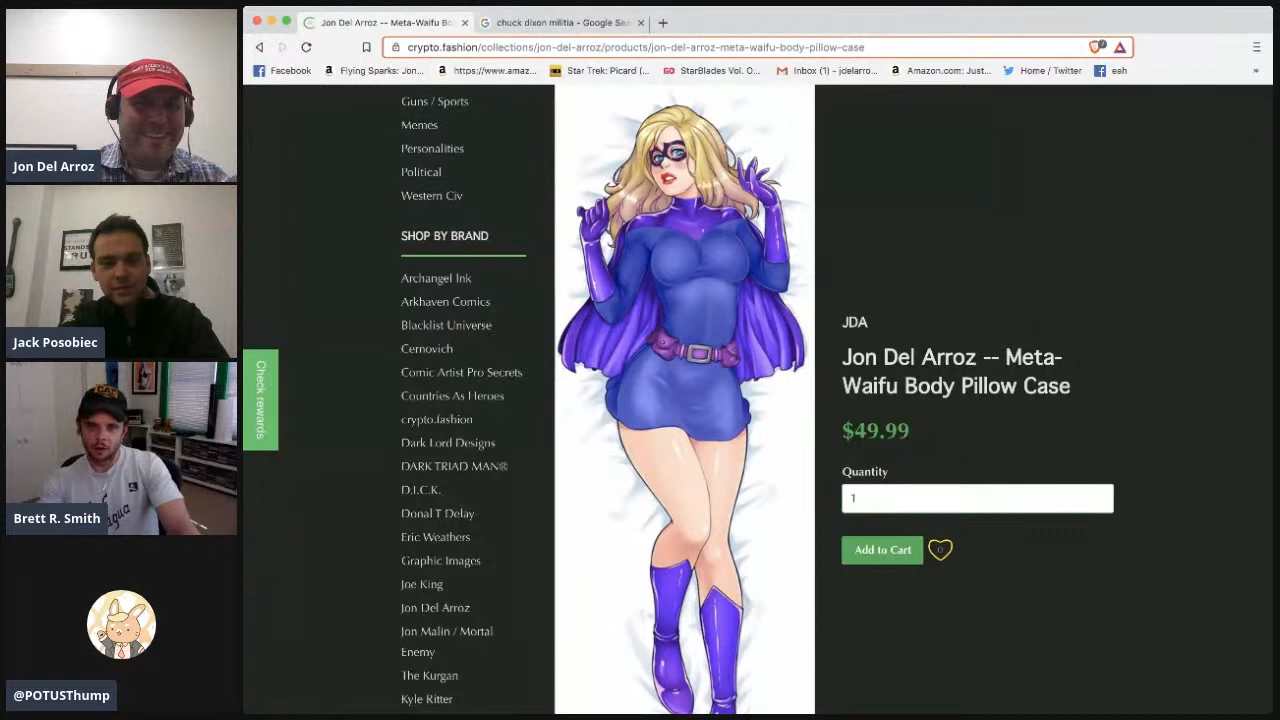 Jon Del Arroz
Jack Posobiec
Brett R. Smith
@POTUSThump
Jon Del Arroz -- Meta-Waifu Bo
chuck dixon militia - Google Sea
crypto.fashion/collections/jon-del-arroz/products/jon-del-arroz-meta-waifu-body-pillow-case
Facebook
Flying Sparks: Jon...
https://www.amaz...
Star Trek: Picard (...
StarBlades Vol. O...
Inbox (1) - jdelarro...
Amazon.com: Just...
Home / Twitter
eah
Guns / Sports
Memes
Personalities
Political
Western Civ
SHOP BY BRAND
Archangel Ink
Arkhaven Comics
Blacklist Universe
Cernovich
Comic Artist Pro Secrets
Countries As Heroes
crypto.fashion
Dark Lord Designs
DARK TRIAD MAN®
D.I.C.K.
Donal T Delay
Eric Weathers
Graphic Images
Joe King
Jon Del Arroz
Jon Malin / Mortal
Enemy
The Kurgan
Kyle Ritter
Check rewards
JDA
Jon Del Arroz -- Meta-
Waifu Body Pillow Case
$49.99
Quantity
1
Add to Cart
0